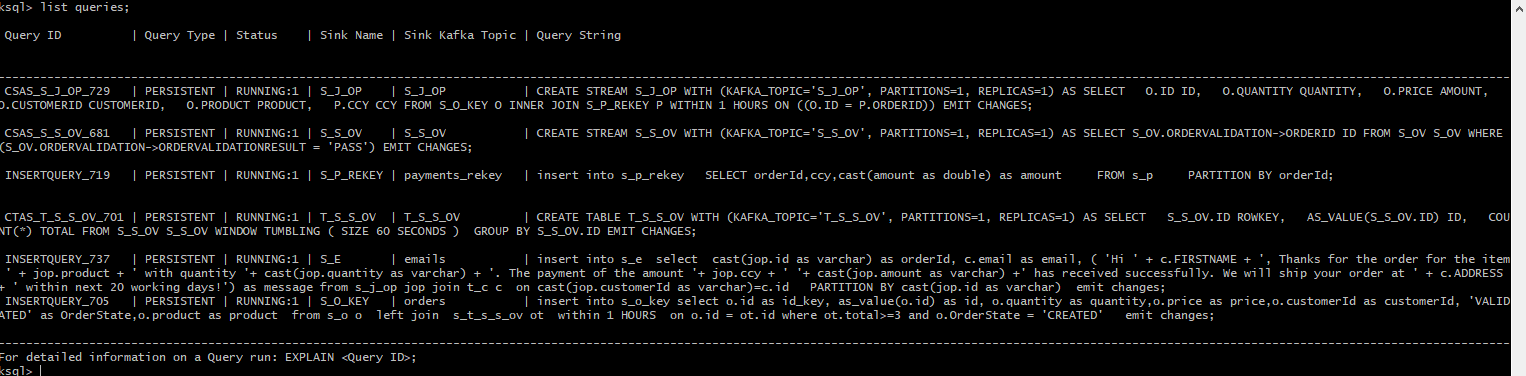 ksql> list queries;
Query ID | Query Type | Status | Sink Name | Sink Kafka Topic | Query String
--------------------------------------------------------------------------------------------------------------------------------------------------------------------------------------------------------------------
CSAS_S_J_OP_729 | PERSISTENT | RUNNING:1 | S_J_OP | S_J_OP | CREATE STREAM S_J_OP WITH (KAFKA_TOPIC='S_J_OP', PARTITIONS=1, REPLICAS=1) AS SELECT O.ID ID, O.QUANTITY QUANTITY, O.PRICE AMOUNT,
O.CUSTOMERID CUSTOMERID, O.PRODUCT PRODUCT, P.CCY CCY FROM S_O_KEY O INNER JOIN S_P_REKEY P WITHIN 1 HOURS ON ((O.ID = P.ORDERID)) EMIT CHANGES;
CSAS_S_S_OV_681 | PERSISTENT | RUNNING:1 | S_S_OV | S_S_OV | CREATE STREAM S_S_OV WITH (KAFKA_TOPIC='S_S_OV', PARTITIONS=1, REPLICAS=1) AS SELECT S_OV.ORDERVALIDATION->ORDERID ID FROM S_OV S_OV WHERE
(S_OV.ORDERVALIDATION->ORDERVALIDATIONRESULT = 'PASS') EMIT CHANGES;
INSERTQUERY_719 | PERSISTENT | RUNNING:1 | S_P_REKEY | payments_rekey | insert into s_p_rekey SELECT orderId,ccy,cast(amount as double) as amount FROM s_p PARTITION BY orderId;
CTAS_T_S_S_OV_701 | PERSISTENT | RUNNING:1 | T_S_S_OV | T_S_S_OV | CREATE TABLE T_S_S_OV WITH (KAFKA_TOPIC='T_S_S_OV', PARTITIONS=1, REPLICAS=1) AS SELECT S_S_OV.ID ROWKEY, AS_VALUE(S_S_OV.ID) ID, COU
NT(*) TOTAL FROM S_S_OV S_S_OV WINDOW TUMBLING ( SIZE 60 SECONDS ) GROUP BY S_S_OV.ID EMIT CHANGES;
INSERTQUERY_737 | PERSISTENT | RUNNING:1 | S_E | emails | insert into s_e select cast(jop.id as varchar) as orderId, c.email as email, ( 'Hi ' + c.FIRSTNAME + ', Thanks for the order for the item
' + jop.product + ' with quantity '+ cast(jop.quantity as varchar) + '. The payment of the amount '+ jop.ccy + ' '+ cast(jop.amount as varchar) +' has received successfully. We will ship your order at ' + c.ADDRESS
+ ' within next 20 working days!') as message from s_j_op jop join t_c c on cast(jop.customerId as varchar)=c.id PARTITION BY cast(jop.id as varchar) emit changes;
INSERTQUERY_705 | PERSISTENT | RUNNING:1 | S_O_KEY | orders | insert into s_o_key select o.id as id_key, as_value(o.id) as id, o.quantity as quantity,o.price as price,o.customerId as customerId, 'VALID
ATED' as OrderState,o.product as product from s_o o left join s_t_s_s_ov ot within 1 HOURS on o.id = ot.id where ot.total>=3 and o.OrderState = 'CREATED' emit changes;
--------------------------------------------------------------------------------------------------------------------------------------------------------------------------------------------------------------------
For detailed information on a Query run: EXPLAIN <Query ID>;
ksql>